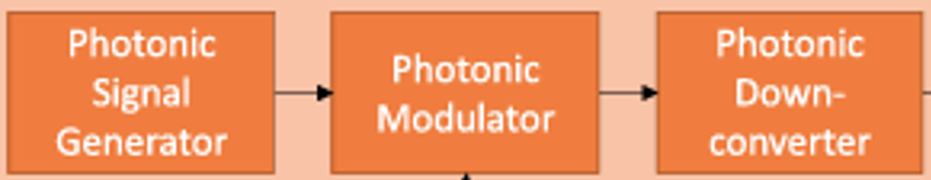 Photonic
Signal
Generator
Photonic
Modulator
Photonic
Down-
converter